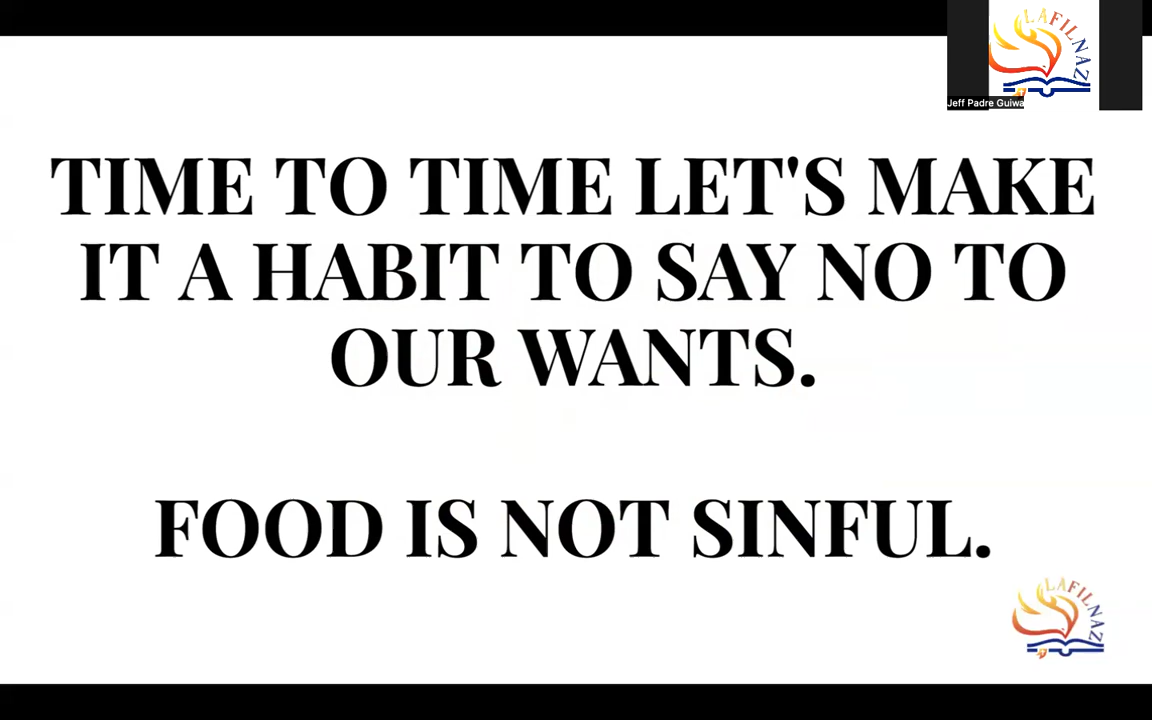 LAFILNAZ
Jeff Padre Guiwa
TIME TO TIME LET'S MAKE
IT A HABIT TO SAY NO TO
OUR WANTS.
FOOD IS NOT SINFUL.
LAFILNAZ